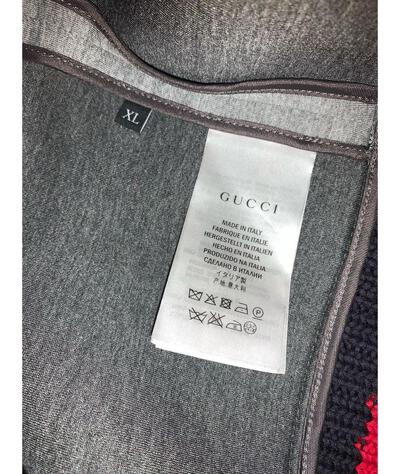 XL
GUCCI
MADE IN ITALY
FABRIQUÉ EN ITALIE
HERGESTELLT IN ITALIEN
HECHO EN ITALIA
PRODUZIDO NA ITALIA
СДЕЛАНО В ИТАЛИИ
イタリア製
产地:意大利